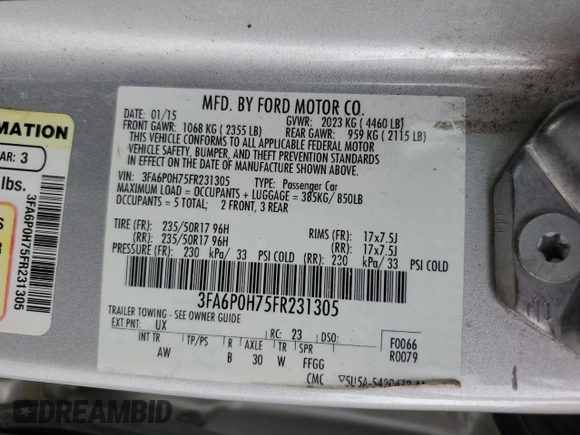 MFD. BY FORD MOTOR CO.
DATE: 01/15 GVWR: 2023 KG ( 4460 LB)
FRONT GAWR: 1068 KG ( 2355 LB) REAR GAWR: 959 KG ( 2115 LB)
THIS VEHICLE CONFORMS TO ALL APPLICABLE FEDERAL MOTOR
VEHICLE SAFETY, BUMPER, AND THEFT PREVENTION STANDARDS
IN EFFECT ON THE DATE OF MANUFACTURE SHOWN ABOVE.
VIN: 3FA6P0H75FR231305 TYPE: Passenger Car
MAXIMUM LOAD = OCCUPANTS + LUGGAGE = 385KG/ 850LB
OCCUPANTS = 5 TOTAL; 2 FRONT, 3 REAR
TIRE (FR): 235/50R17 96H RIMS (FR): 17x7.5J
(RR): 235/50R17 96H (RR): 17x7.5J
PRESSURE (FR): 230 kPa/ 33 PSI COLD (RR): 230 kPa/ 33 PSI COLD
3FA6P0H75FR231305
TRAILER TOWING - SEE OWNER GUIDE
EXT PNT: UX RC: 23 DSO: F0066
R0079
INT TR TP/PS R AXLE TR SPR
AW B 30 W FFGG
CMC
RMATION
AR: 3
lbs.
3FA6P0H75FR231305
DREAMBID